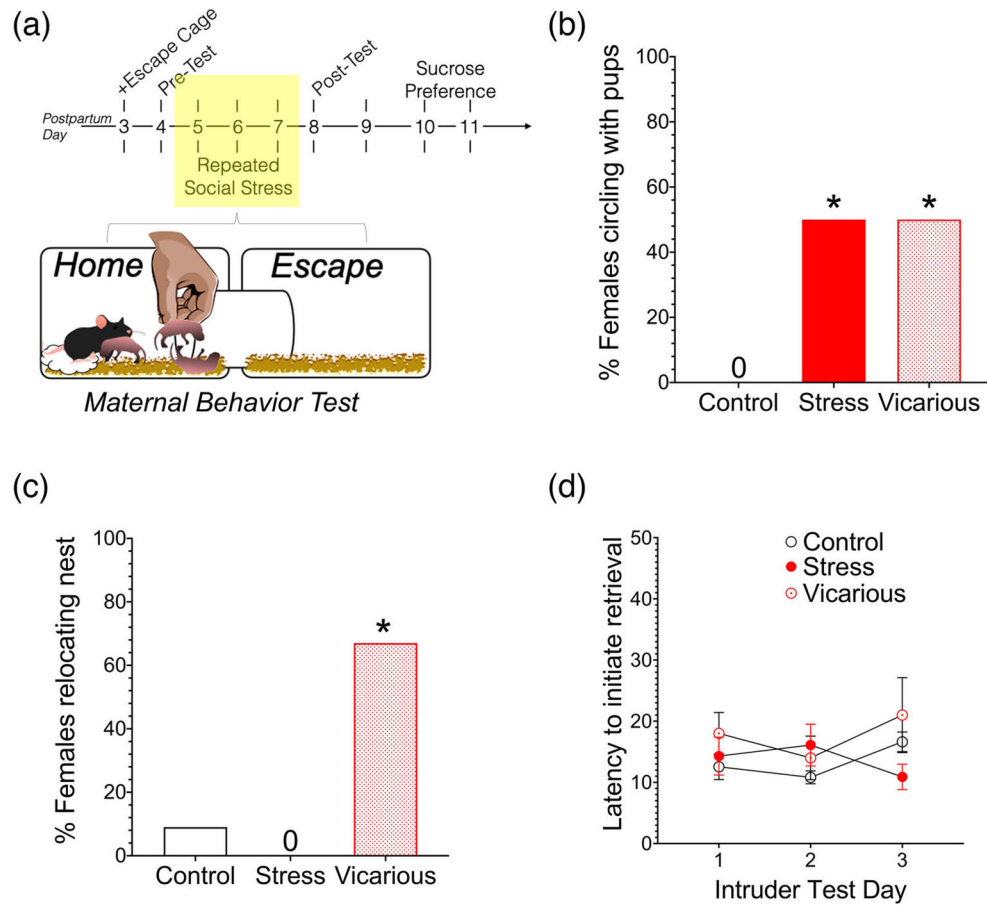 (a)
+Escape Cage
Pre-Test
Post-Test
Sucrose
Preference
Postpartum
Day
3 4 5 6 7 8 9 10 11
Repeated
Social Stress
Home
Escape
Maternal Behavior Test
(b)
% Females circling with pups
100
80
60
40
20
0
0
*
*
Control Stress Vicarious
(c)
% Females relocating nest
100
80
60
40
20
0
0
*
Control Stress Vicarious
(d)
Latency to initiate retrieval
50
40
30
20
10
0
Control
Stress
Vicarious
1 2 3
Intruder Test Day